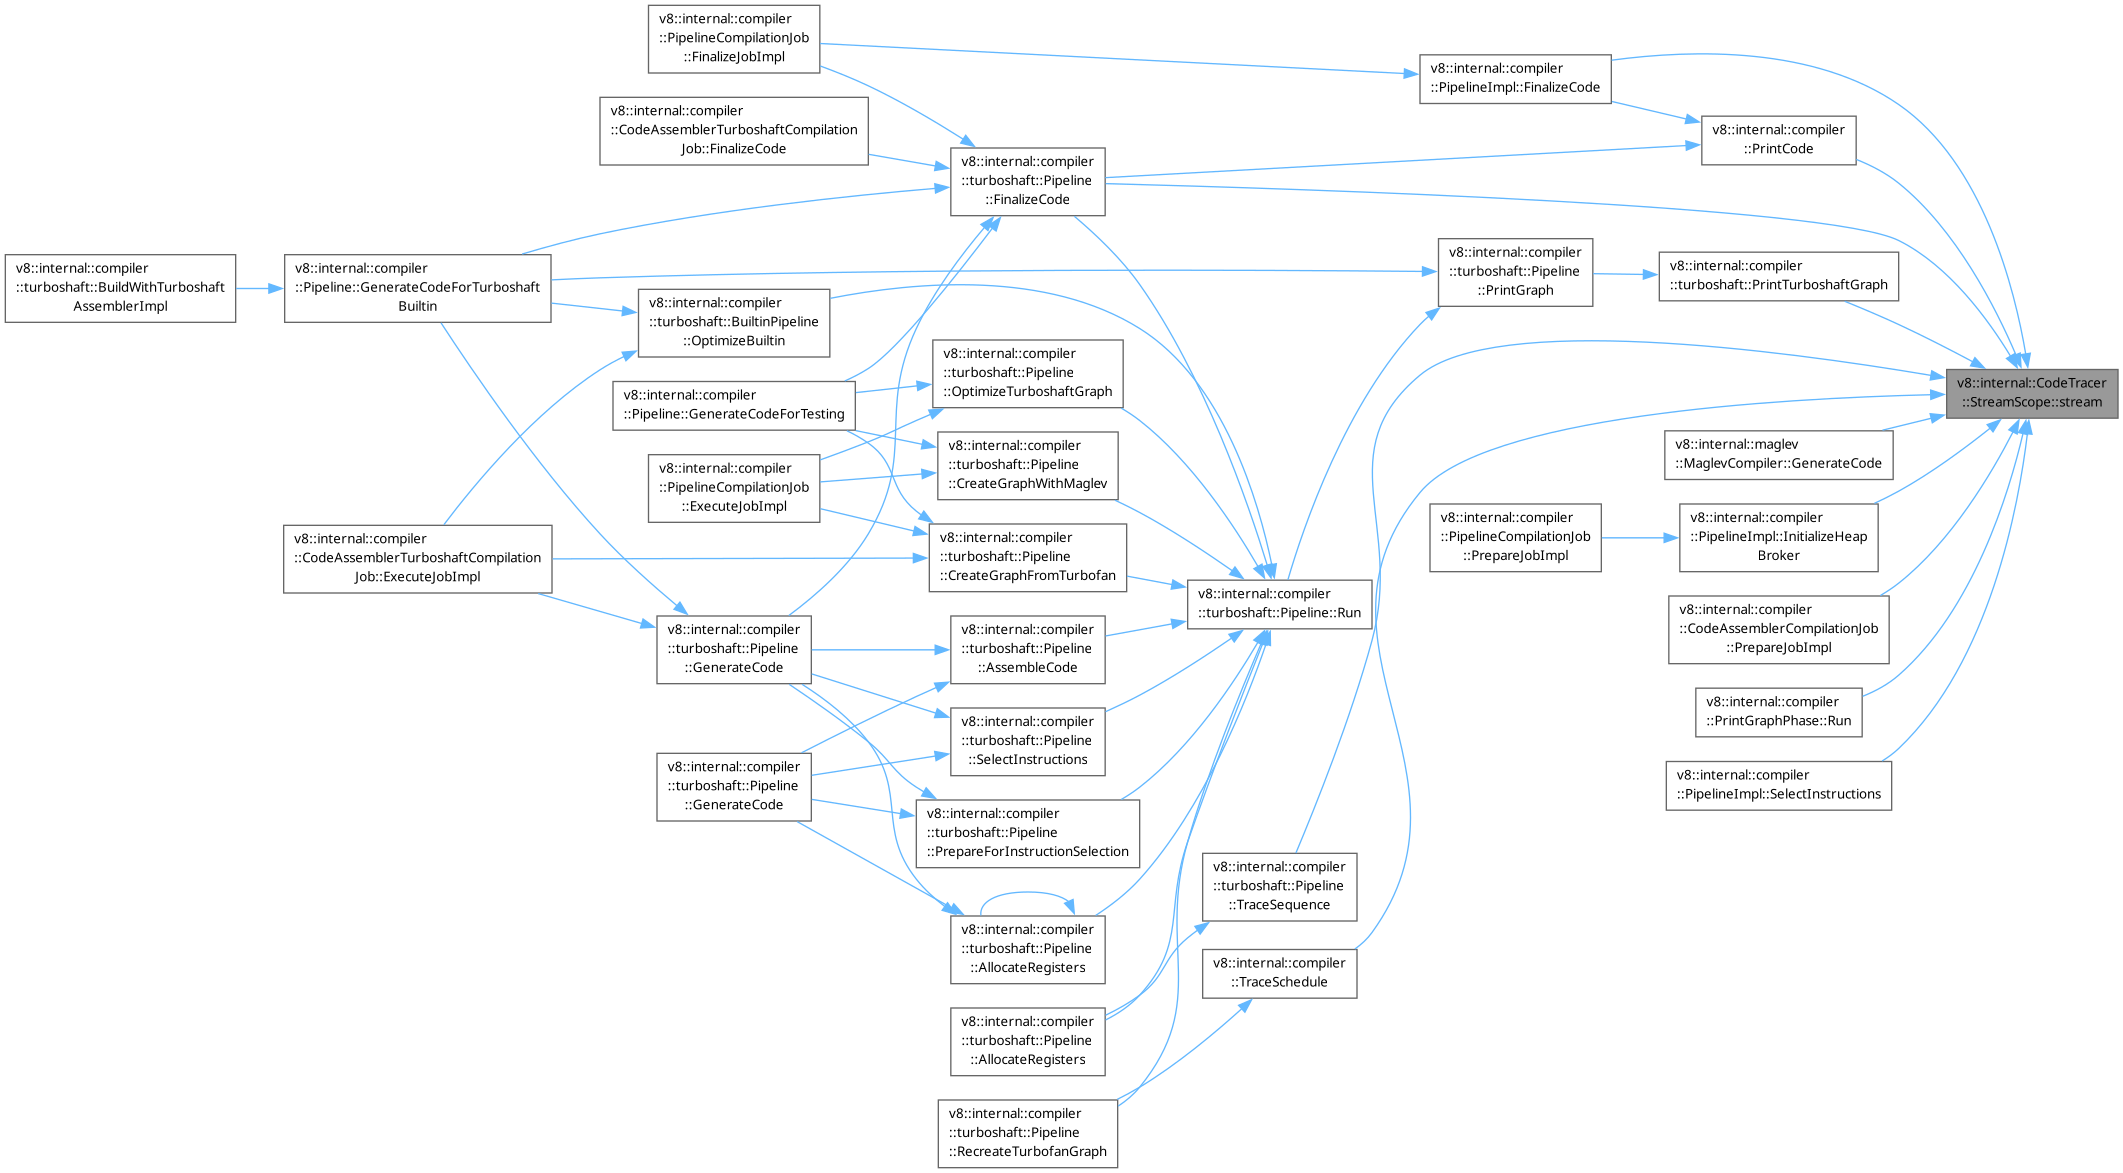 v8::internal::compiler
::PipelineCompilationJob
::FinalizeJobImpl
v8::internal::compiler
::CodeAssemblerTurboshaftCompilation
Job::FinalizeCode
v8::internal::compiler
::turboshaft::Pipeline
::FinalizeCode
v8::internal::compiler
::PipelineImpl::FinalizeCode
v8::internal::compiler
::PrintCode
v8::internal::compiler
::turboshaft::BuildWithTurboshaft
AssemblerImpl
v8::internal::compiler
::Pipeline::GenerateCodeForTurboshaft
Builtin
v8::internal::compiler
::turboshaft::BuiltinPipeline
::OptimizeBuiltin
v8::internal::compiler
::turboshaft::Pipeline
::PrintGraph
v8::internal::compiler
::turboshaft::PrintTurboshaftGraph
v8::internal::compiler
::Pipeline::GenerateCodeForTesting
v8::internal::compiler
::turboshaft::Pipeline
::OptimizeTurboshaftGraph
v8::internal::CodeTracer
::StreamScope::stream
v8::internal::compiler
::PipelineCompilationJob
::ExecuteJobImpl
v8::internal::compiler
::turboshaft::Pipeline
::CreateGraphWithMaglev
v8::internal::maglev
::MaglevCompiler::GenerateCode
v8::internal::compiler
::CodeAssemblerTurboshaftCompilation
Job::ExecuteJobImpl
v8::internal::compiler
::turboshaft::Pipeline
::CreateGraphFromTurbofan
v8::internal::compiler
::PipelineCompilationJob
::PrepareJobImpl
v8::internal::compiler
::PipelineImpl::InitializeHeap
Broker
v8::internal::compiler
::turboshaft::Pipeline::Run
v8::internal::compiler
::turboshaft::Pipeline
::GenerateCode
v8::internal::compiler
::turboshaft::Pipeline
::AssembleCode
v8::internal::compiler
::CodeAssemblerCompilationJob
::PrepareJobImpl
v8::internal::compiler
::turboshaft::Pipeline
::SelectInstructions
v8::internal::compiler
::PrintGraphPhase::Run
v8::internal::compiler
::turboshaft::Pipeline
::GenerateCode
v8::internal::compiler
::PipelineImpl::SelectInstructions
v8::internal::compiler
::turboshaft::Pipeline
::PrepareForInstructionSelection
v8::internal::compiler
::turboshaft::Pipeline
::TraceSequence
v8::internal::compiler
::turboshaft::Pipeline
::AllocateRegisters
v8::internal::compiler
::TraceSchedule
v8::internal::compiler
::turboshaft::Pipeline
::AllocateRegisters
v8::internal::compiler
::turboshaft::Pipeline
::RecreateTurbofanGraph